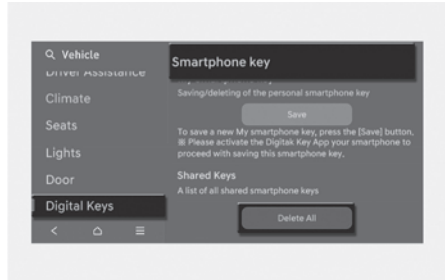 Vehicle
Driver Assistance
Climate
Seats
Lights
Door
Digital Keys
Smartphone key
Saving/deleting of the personal smartphone key
Save
To save a new My smartphone key, press the [Save] button.
※ Please activate the Digitak Key App your smartphone to
proceed with saving this smartphone key.
Shared Keys
A list of all shared smartphone keys
Delete All